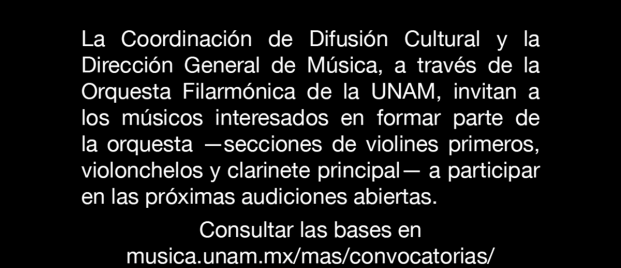 La Coordinación de Difusión Cultural y la
Dirección General de Música, a través de la
Orquesta Filarmónica de la UNAM, invitan a
los músicos interesados en formar parte de
la orquesta —secciones de violines primeros,
violonchelos y clarinete principal— a participar
en las próximas audiciones abiertas.
Consultar las bases en
musica.unam.mx/mas/convocatorias/